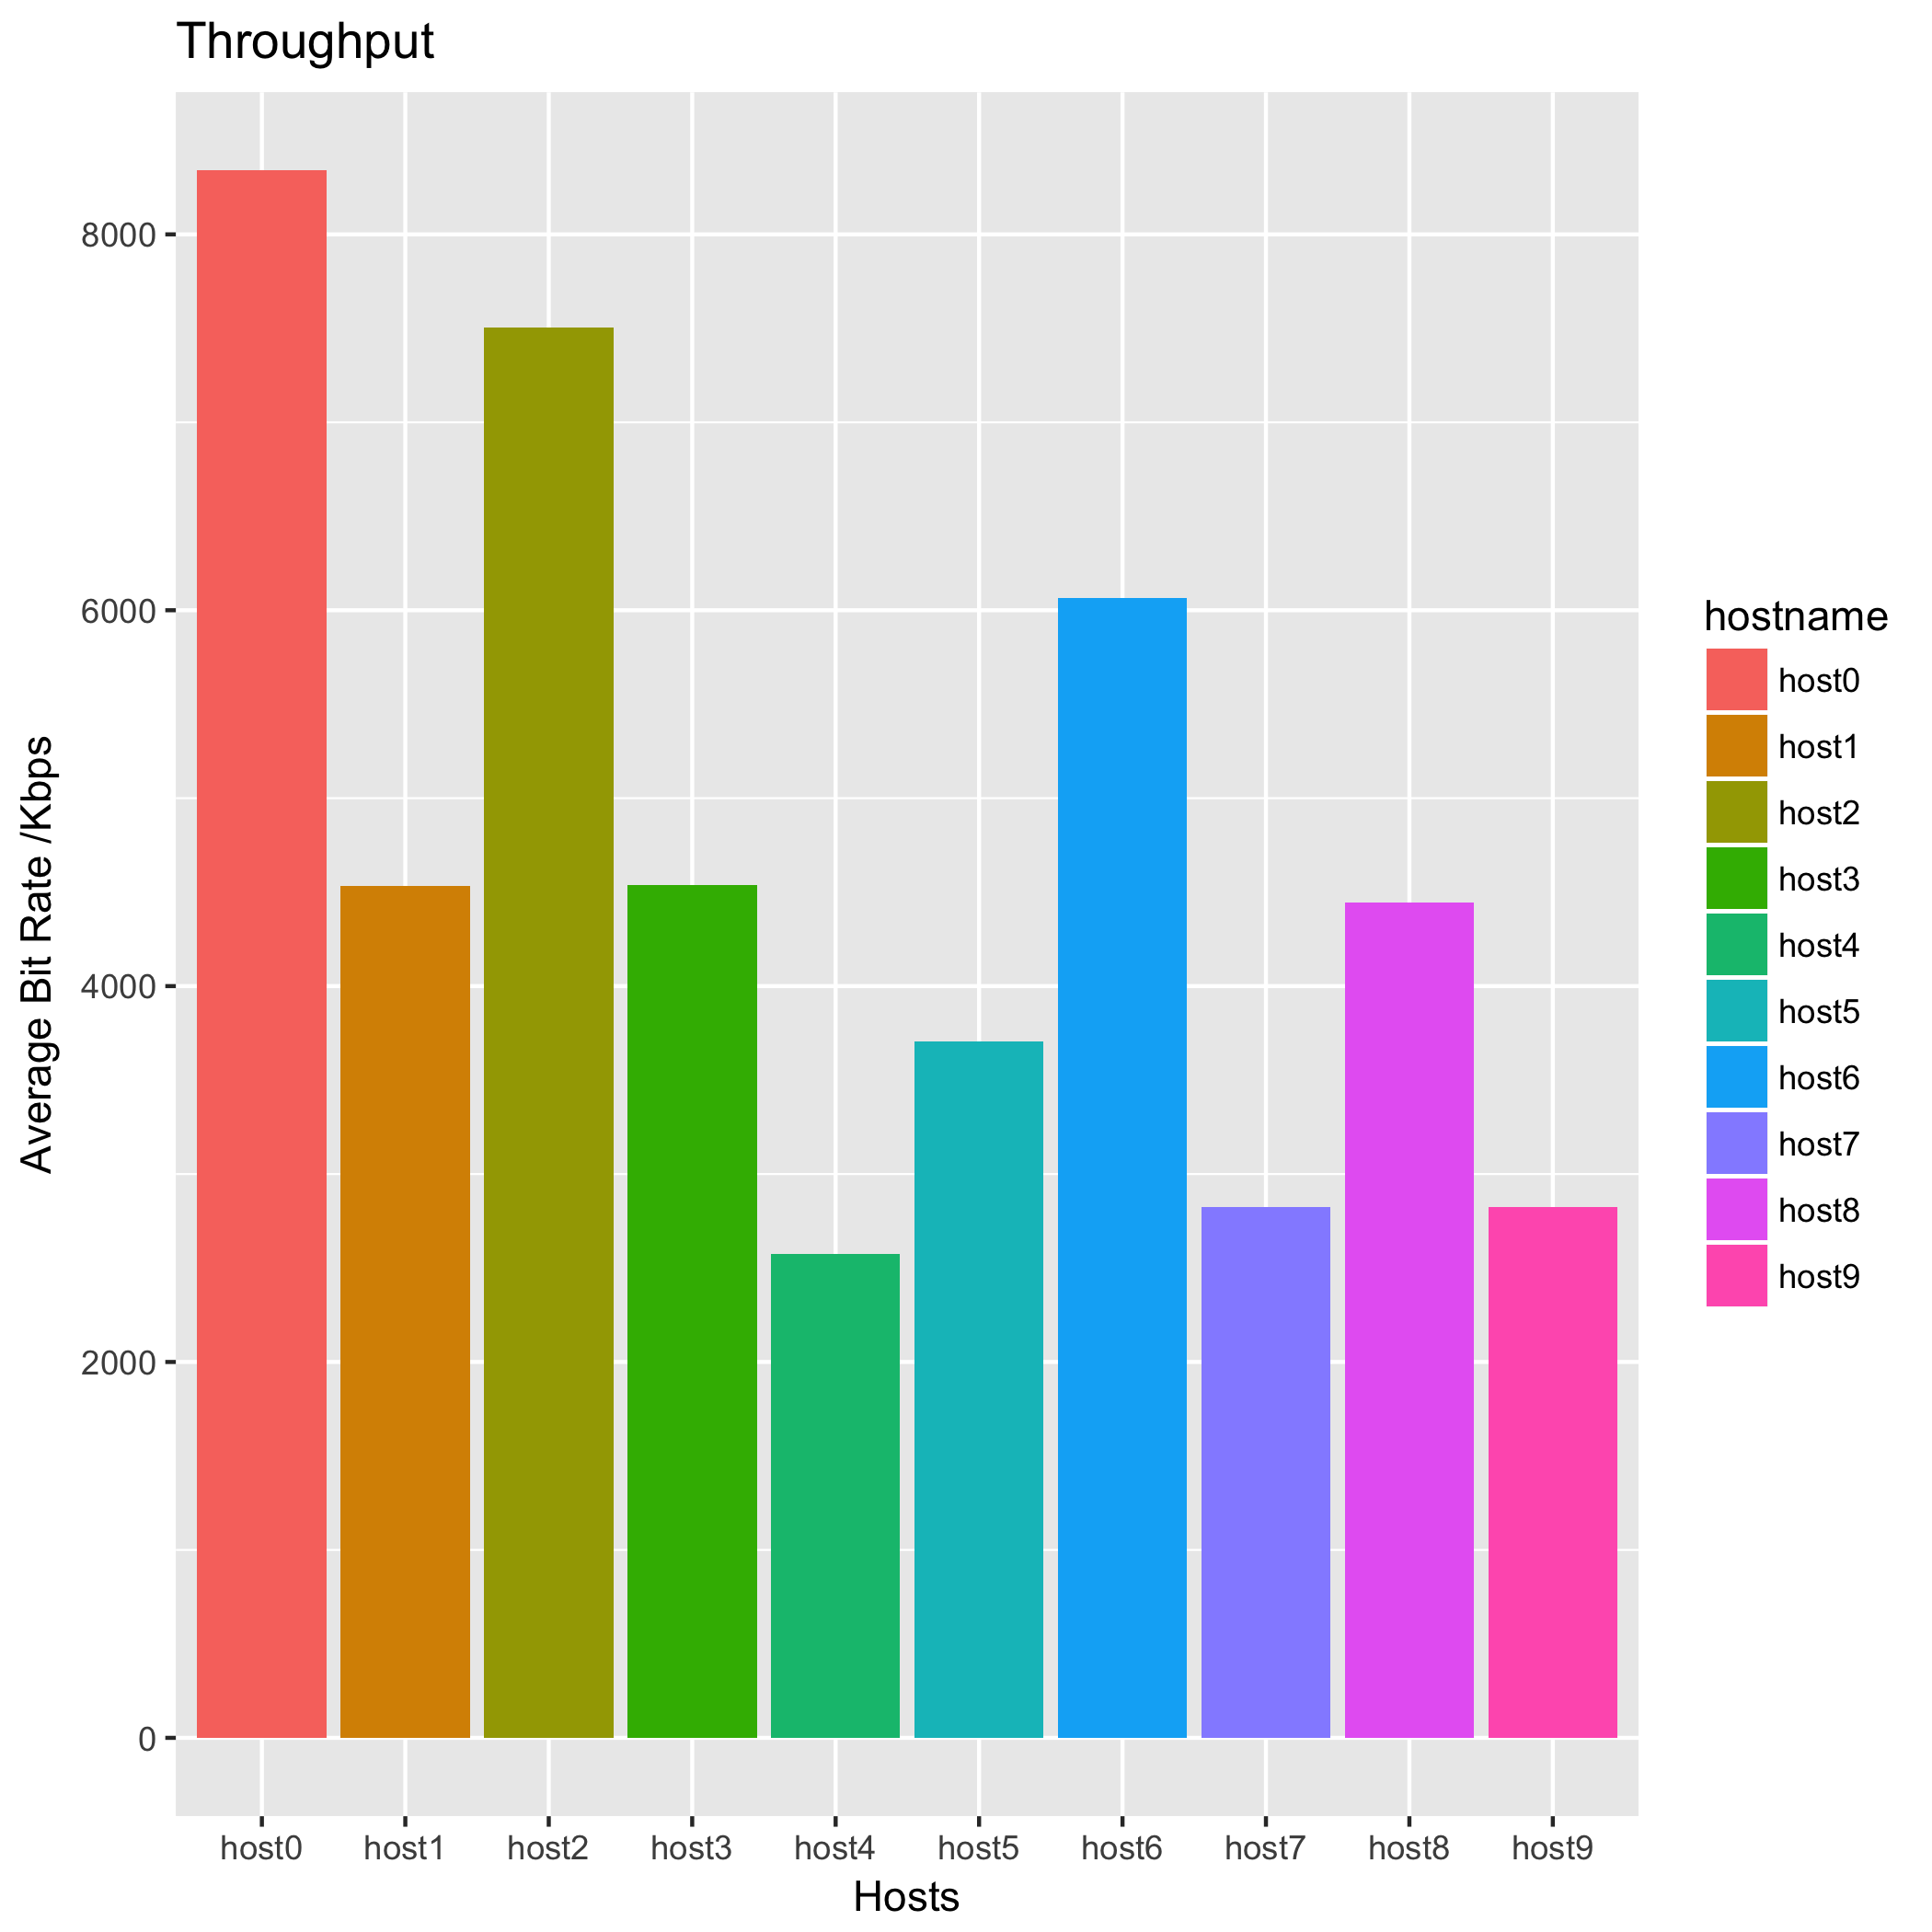 Throughput
Average Bit Rate /Kbps
8000
6000
4000
2000
0
host0 host1 host2 host3 host4 host5 host6 host7 host8 host9
Hosts
hostname
host0
host1
host2
host3
host4
host5
host6
host7
host8
host9